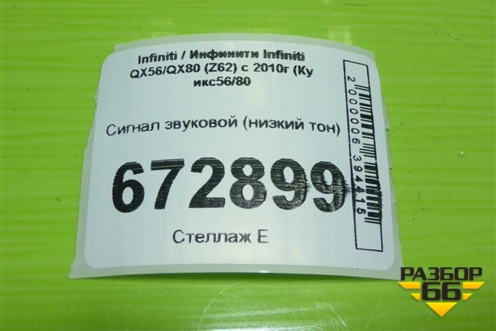 Infiniti / Инфинити Infiniti
QX56/QX80 (Z62) с 2010г (Ку
икс56/80
Сигнал звуковой (низкий тон)
672899
Стеллаж Е
2000006394415
РАЗБОР
66